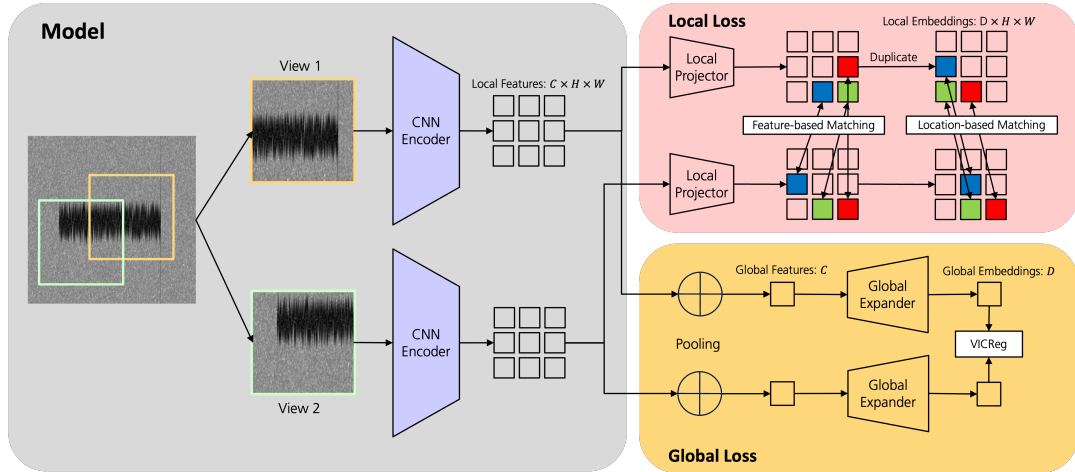 Model
View 1
CNN
Encoder
Local Features: C × H × W
CNN
Encoder
View 2
Local Loss
Local Embeddings: D × H × W
Local
Projector
Duplicate
Feature-based Matching
Location-based Matching
Local
Projector
Global Features: C
Global Embeddings: D
Global
Expander
Pooling
VICReg
Global
Expander
Global Loss